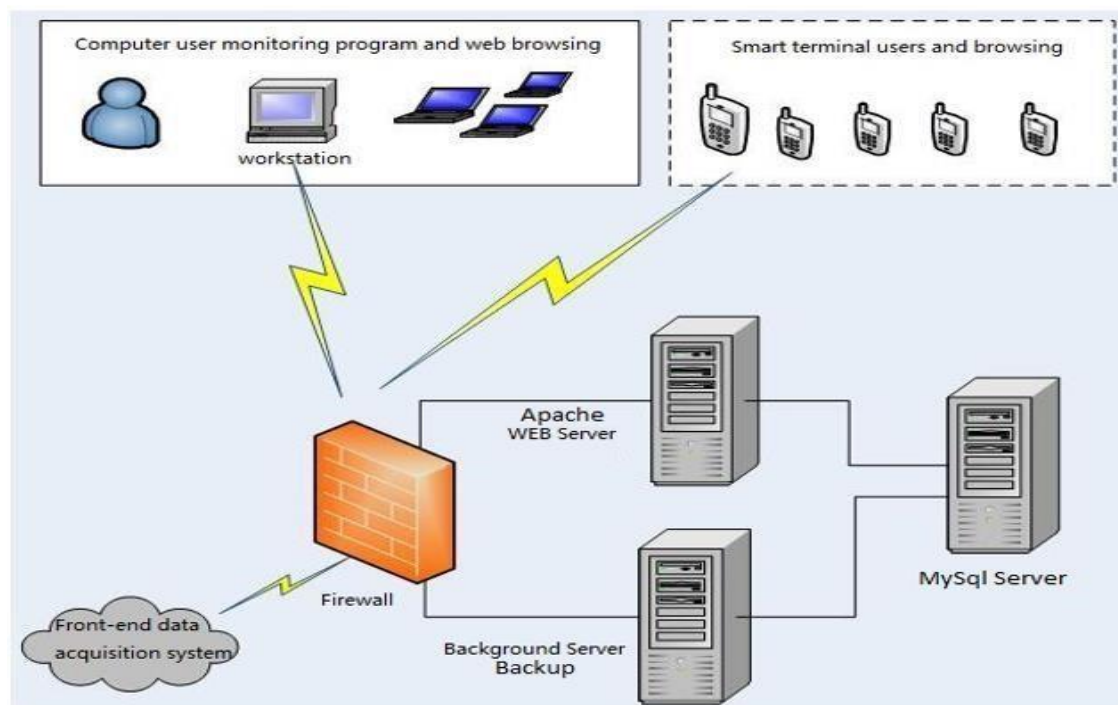 Computer user monitoring program and web browsing
Smart terminal users and browsing
workstation
Apache
WEB Server
MySql Server
Firewall
Front-end data
acquisition system
Background Server
Backup